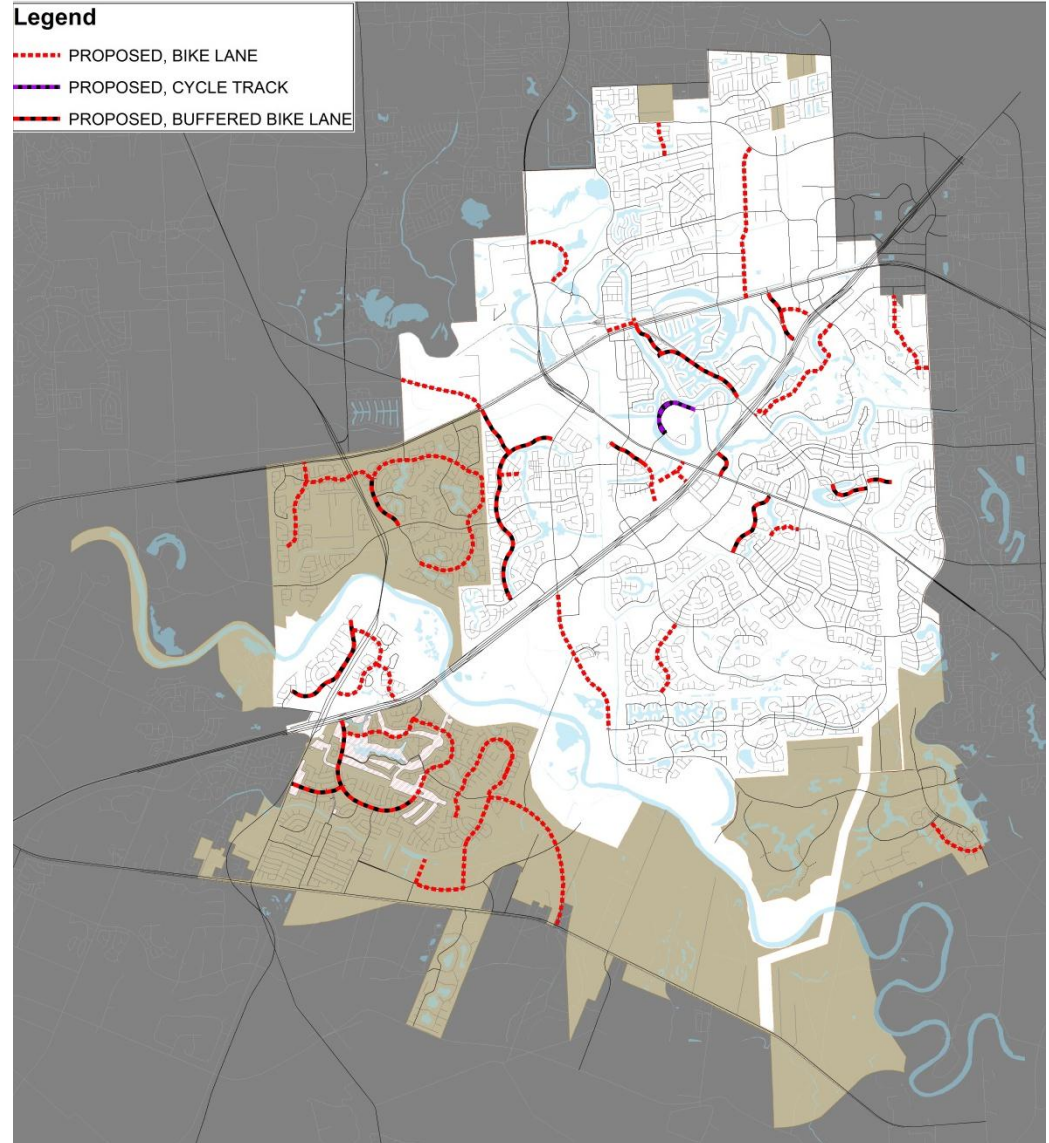 Legend
PROPOSED, BIKE LANE
PROPOSED, CYCLE TRACK
PROPOSED, BUFFERED BIKE LANE